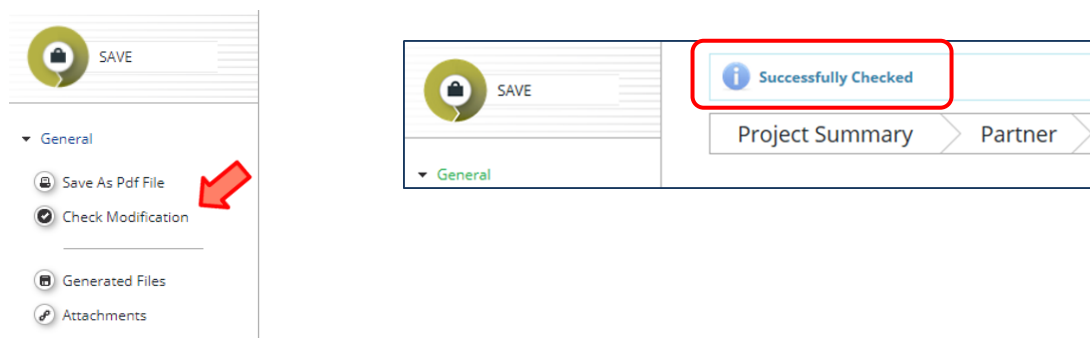 SAVE
General
Save As Pdf File
Check Modification
Generated Files
Attachments
SAVE
General
Successfully Checked
Project Summary
Partner